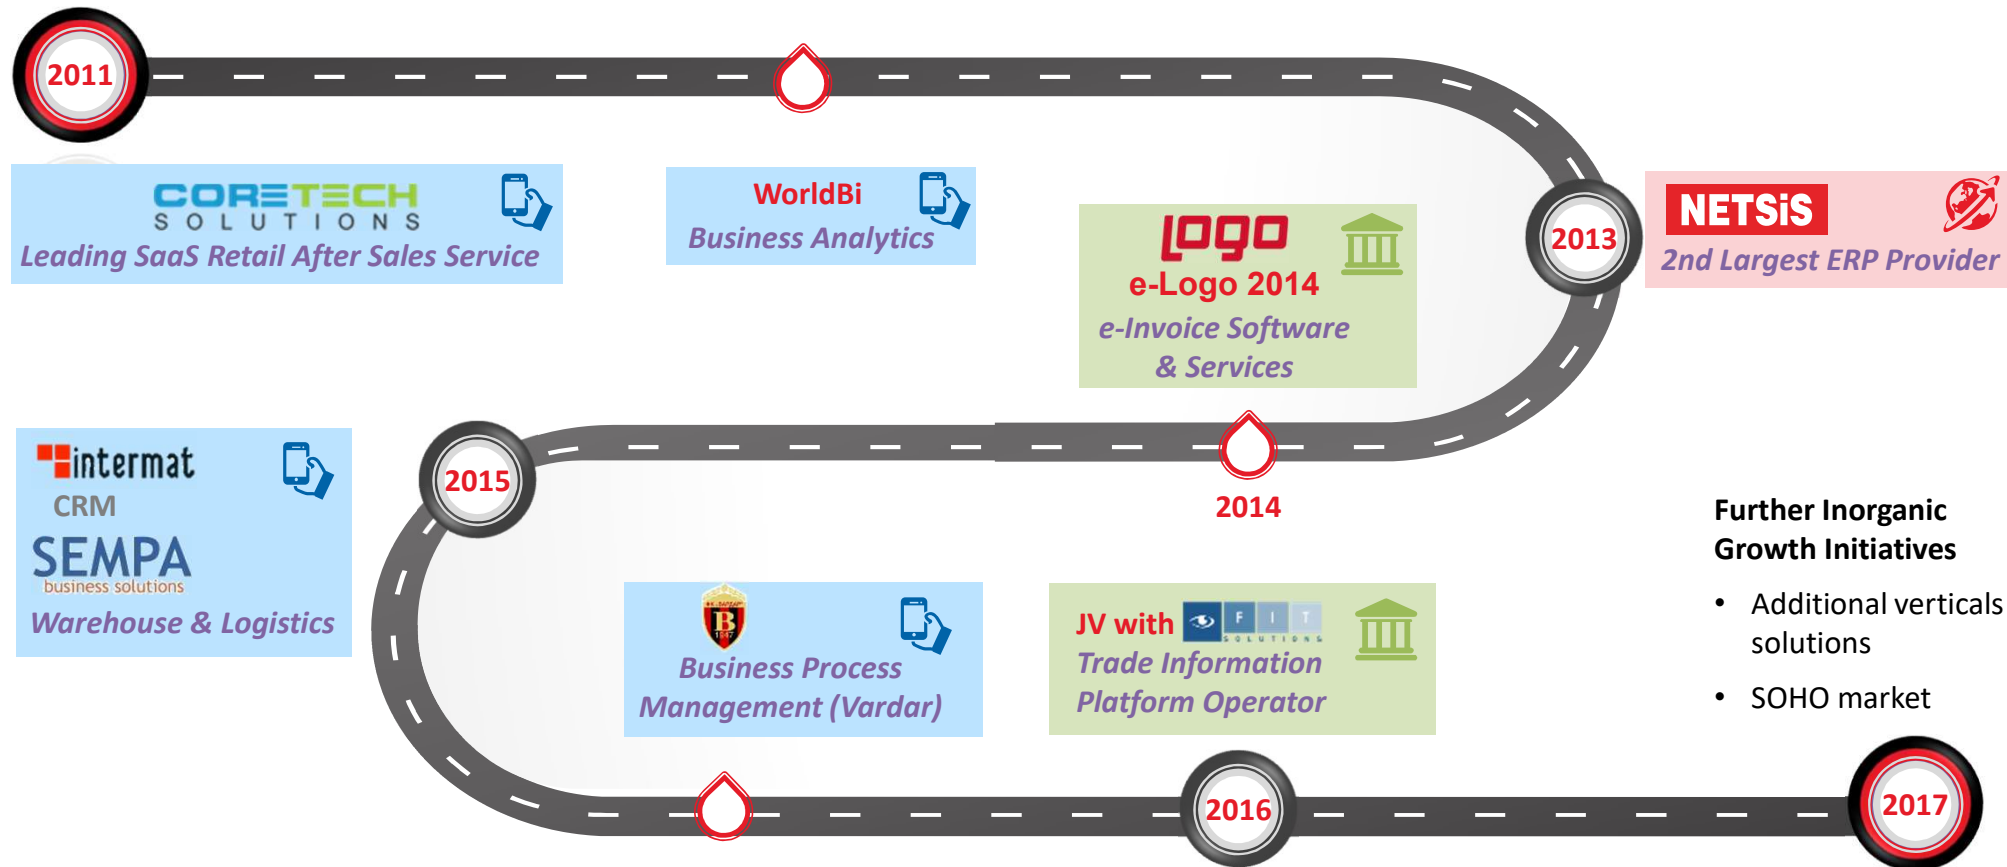 2011
CORETECH
SOLUTIONS
Leading SaaS Retail After Sales Service
WorldBi
Business Analytics
LOGO
e-Logo 2014
e-Invoice Software
& Services
2013
NETSiS
2nd Largest ERP Provider
intermat
CRM
SEMPA
business solutions
Warehouse & Logistics
2015
2014
Business Process
Management (Vardar)
1947
JV with FIT
SOLUTIONS
Trade Information
Platform Operator
Further Inorganic
Growth Initiatives
• Additional verticals
solutions
• SOHO market
2016
2017